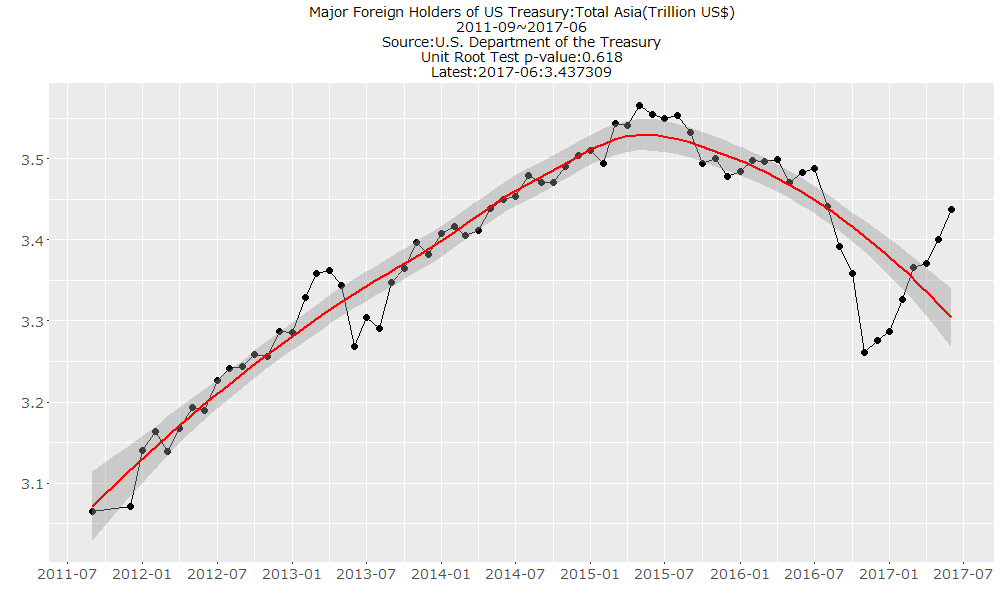 Major Foreign Holders of US Treasury:Total Asia(Trillion US$)
2011-09~2017-06
Source:U.S. Department of the Treasury
Unit Root Test p-value:0.618
Latest:2017-06:3.437309
3.5
3.4
3.3
3.2
3.1
2011-07 2012-01 2012-07 2013-01 2013-07 2014-01 2014-07 2015-01 2015-07 2016-01 2016-07 2017-01 2017-07